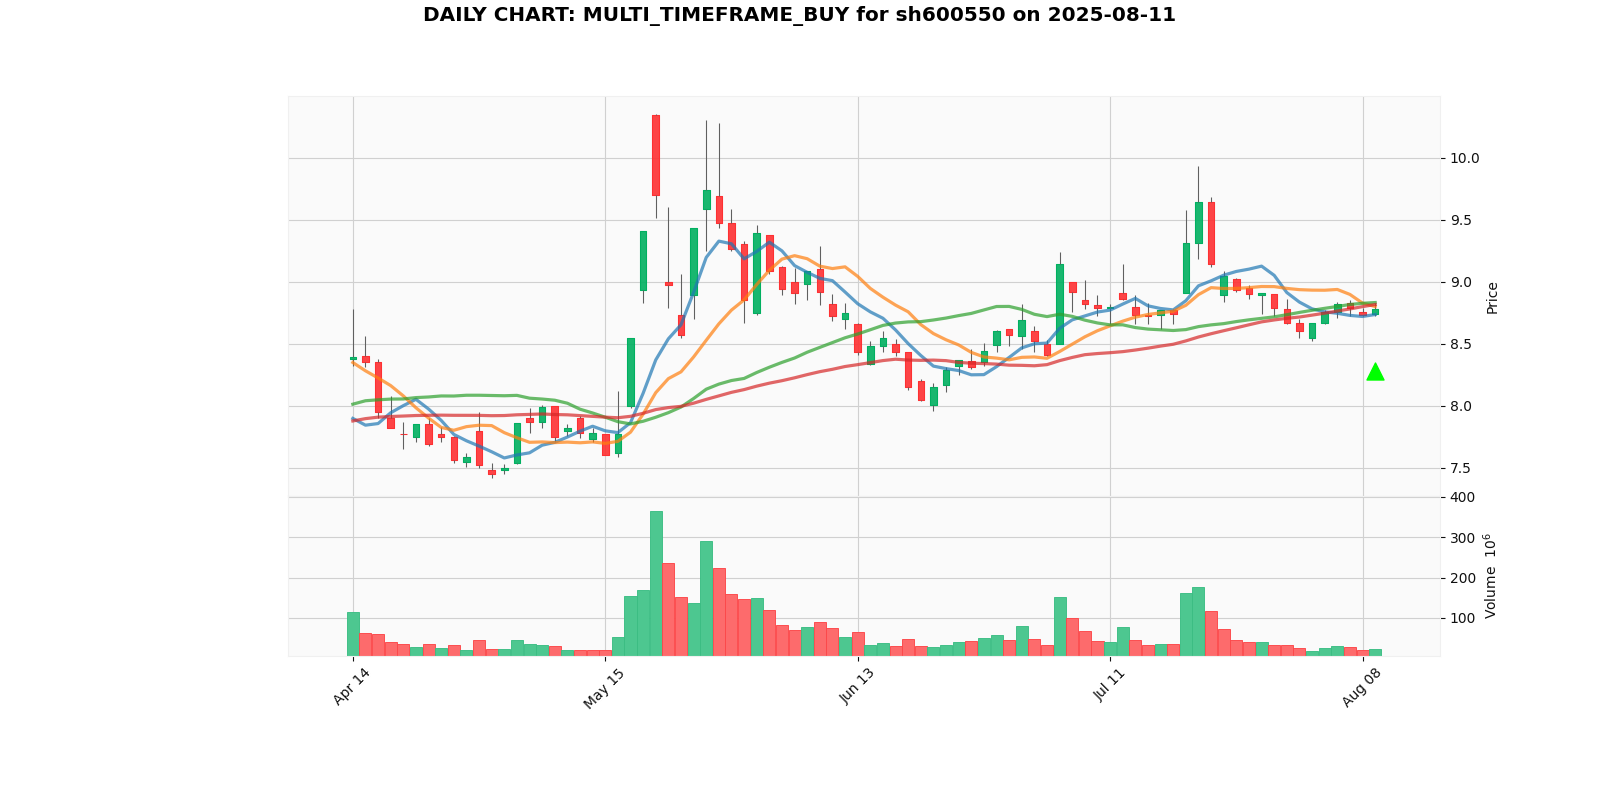 DAILY CHART: MULTI_TIMEFRAME_BUY for sh600550 on 2025-08-11
10.0
9.5
9.0
8.5
8.0
7.5
Price
400
300
200
100
Volume 10⁶
Apr 14
May 15
Jun 13
Jul 11
Aug 08